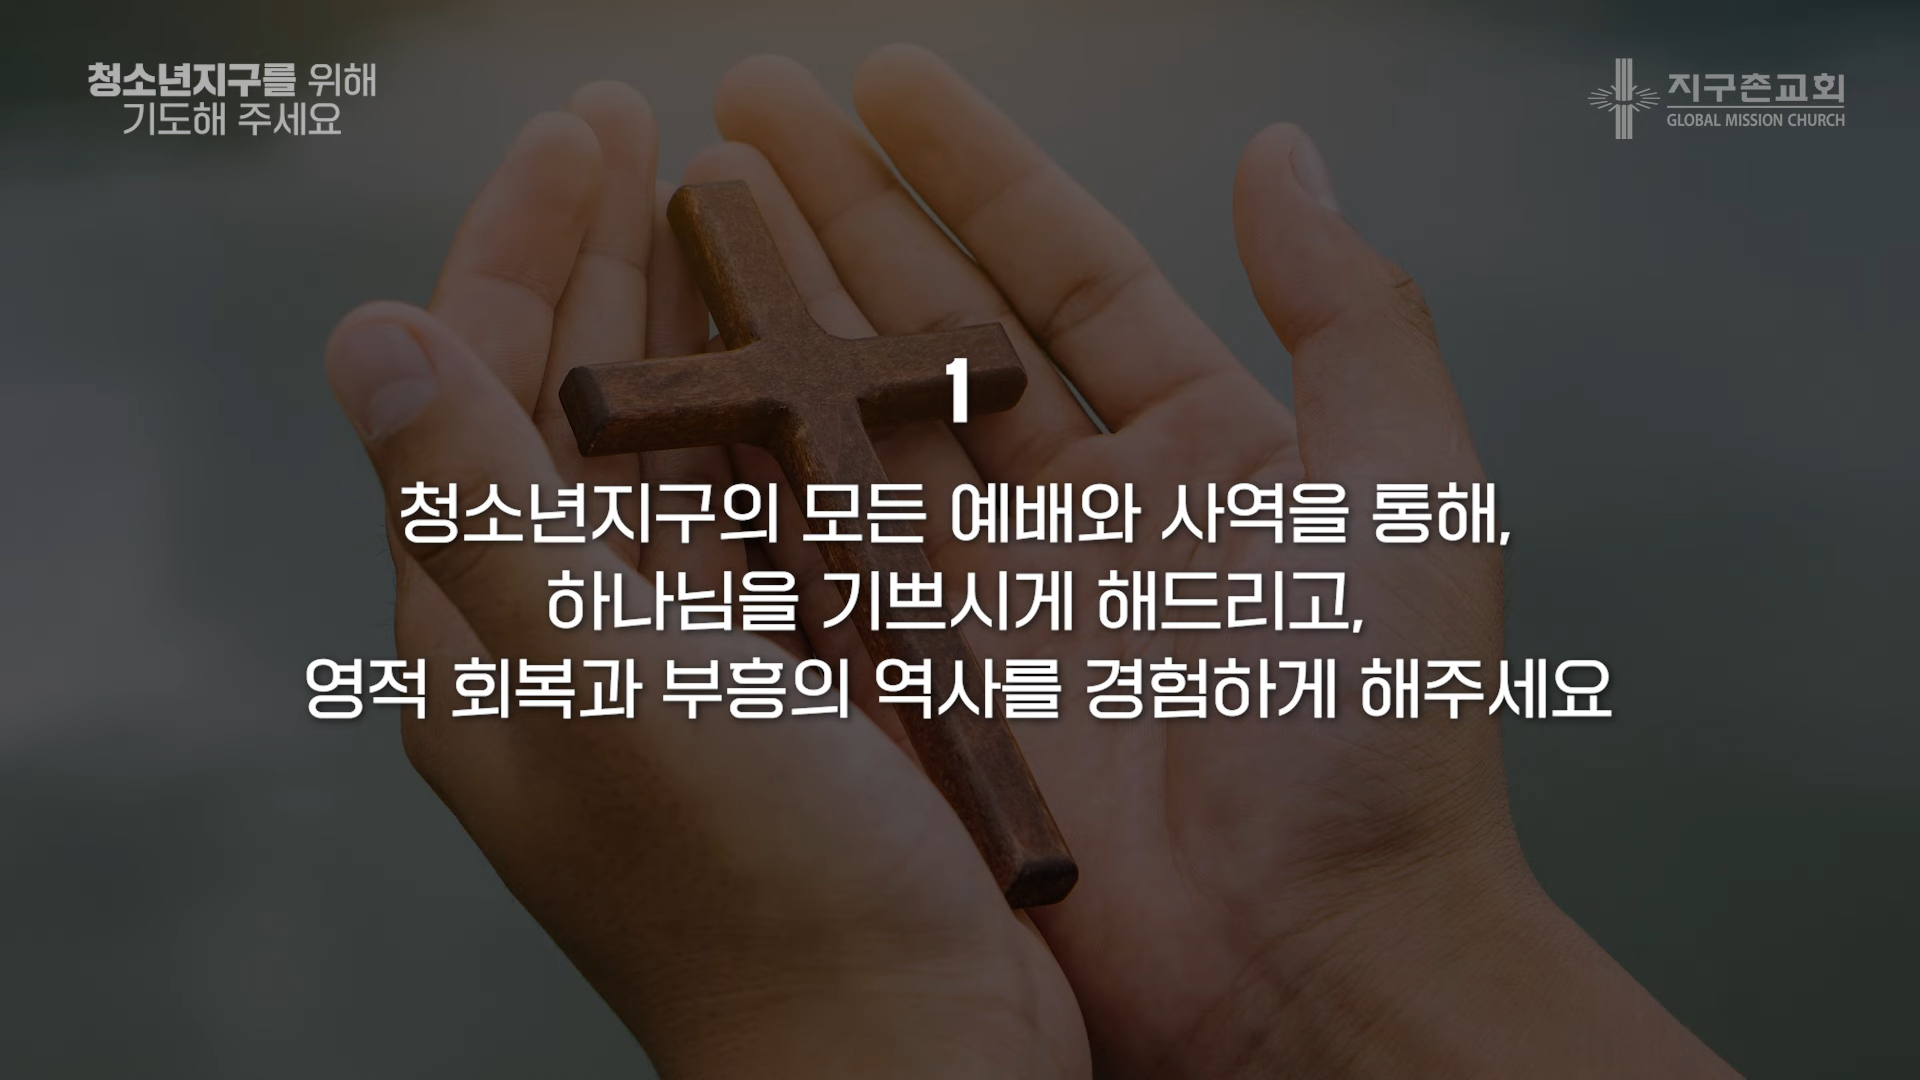 청소년지구를 위해
기도해 주세요
지구촌교회
GLOBAL MISSION CHURCH
1
청소년지구의 모든 예배와 사역을 통해,
하나님을 기쁘시게 해드리고,
영적 회복과 부흥의 역사를 경험하게 해주세요